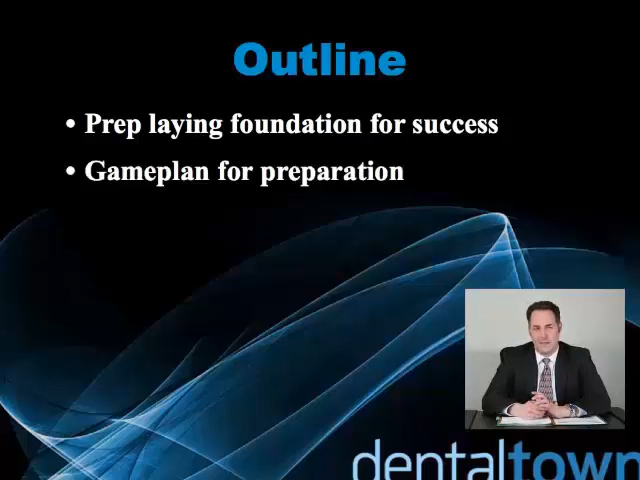 Outline
• Prep laying foundation for success
• Gameplan for preparation
dentaltown